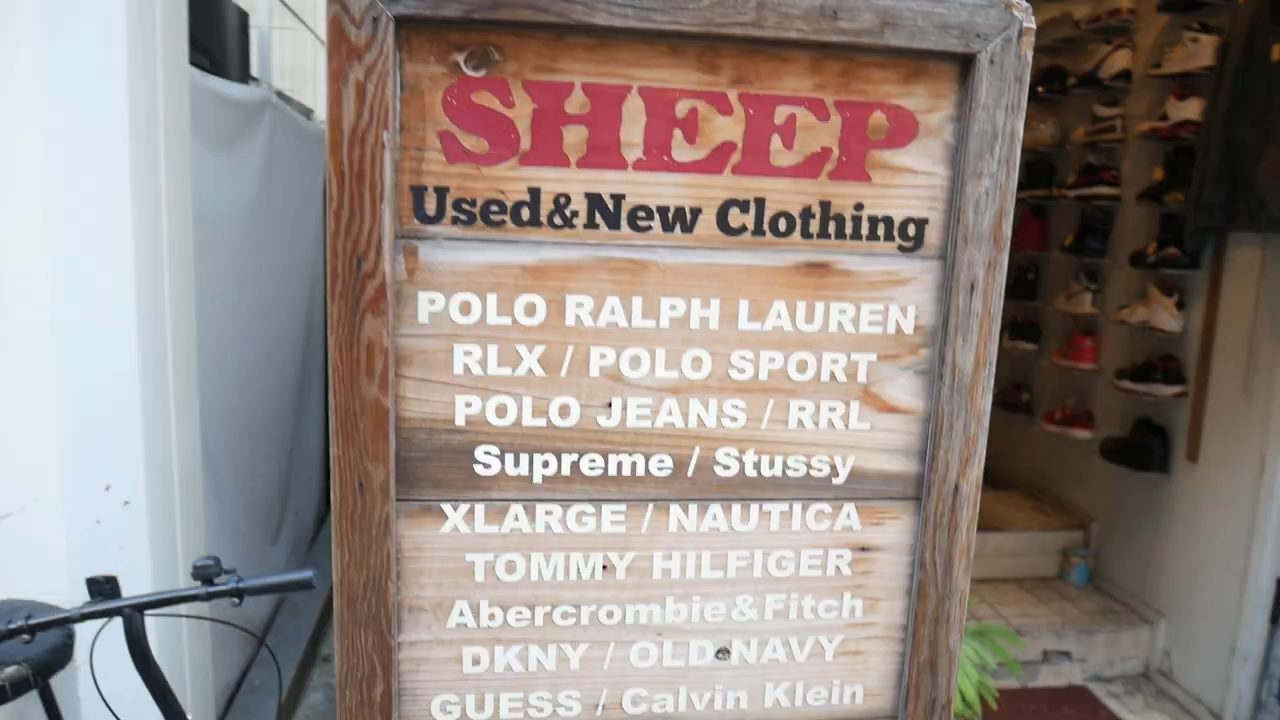 SHEEP
Used&New Clothing
POLO RALPH LAUREN
RLX / POLO SPORT
POLO JEANS / RRL
Supreme / Stussy
XLARGE / NAUTICA
TOMMY HILFIGER
Abercrombie&Fitch
DKNY / OLD NAVY
GUESS / Calvin Klein